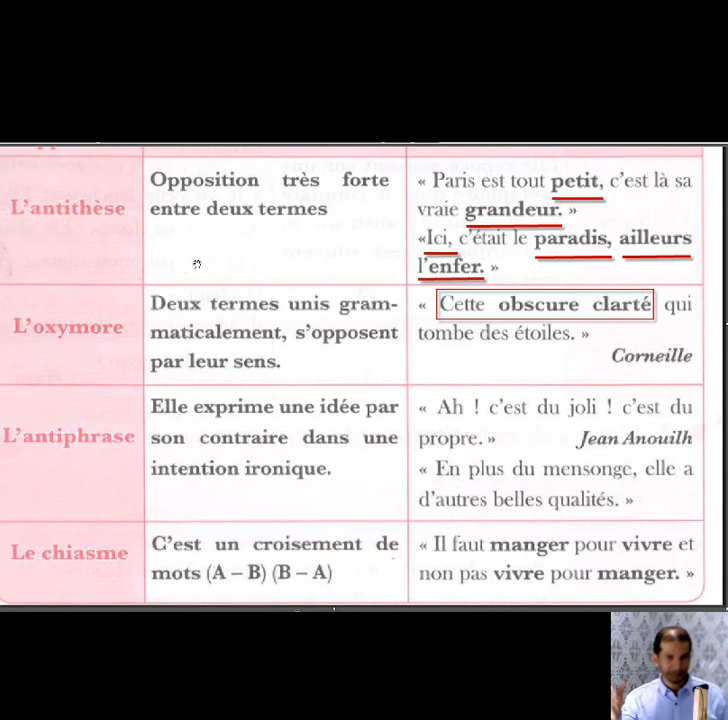 L'antithèse
Opposition très forte
entre deux termes
« Paris est tout petit, c'est là sa
vraie grandeur. »
«Ici, c'était le paradis, ailleurs
l'enfer. »
L'oxymore
Deux termes unis gram-
maticalement, s'opposent
par leur sens.
« Cette obscure clarté qui
tombe des étoiles. »
Corneille
L'antiphrase
Elle exprime une idée par
son contraire dans une
intention ironique.
« Ah ! c'est du joli ! c'est du
propre. » Jean Anouilh
« En plus du mensonge, elle a
d'autres belles qualités. »
Le chiasme
C'est un croisement de
mots (A – B) (B – A)
« Il faut manger pour vivre et
non pas vivre pour manger. »